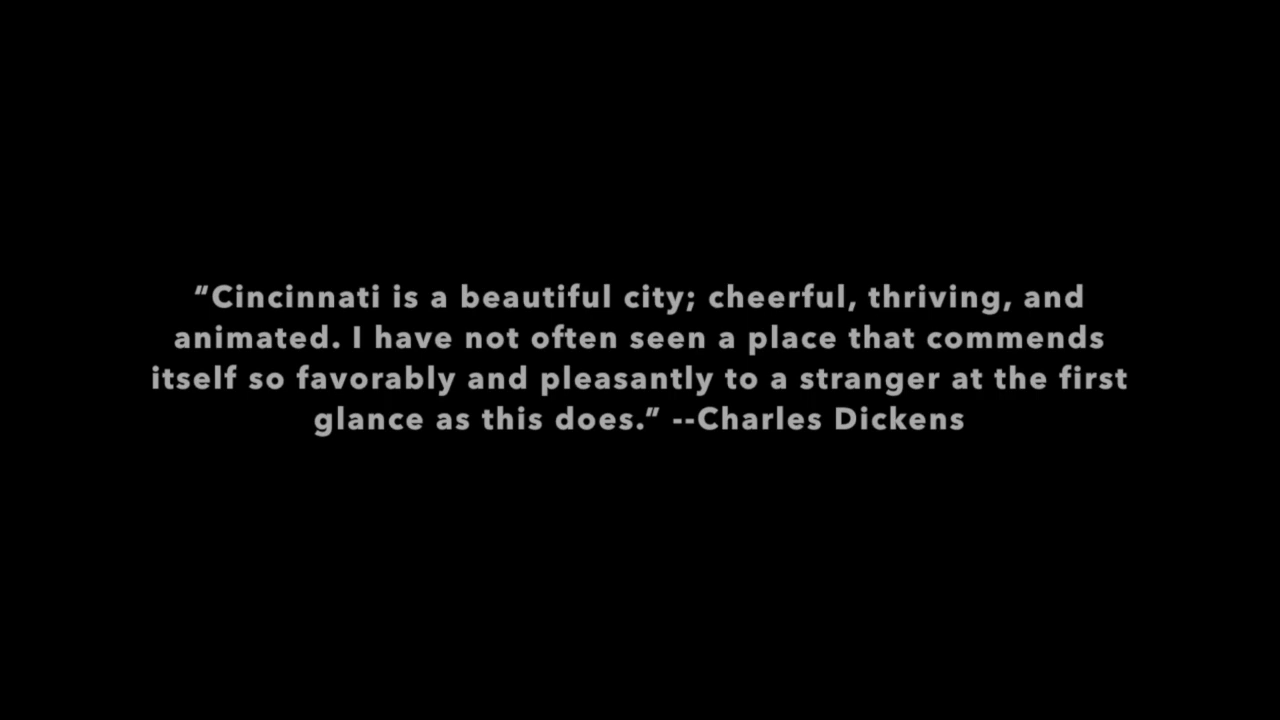 “Cincinnati is a beautiful city; cheerful, thriving, and
animated. I have not often seen a place that commends
itself so favorably and pleasantly to a stranger at the first
glance as this does.” --Charles Dickens